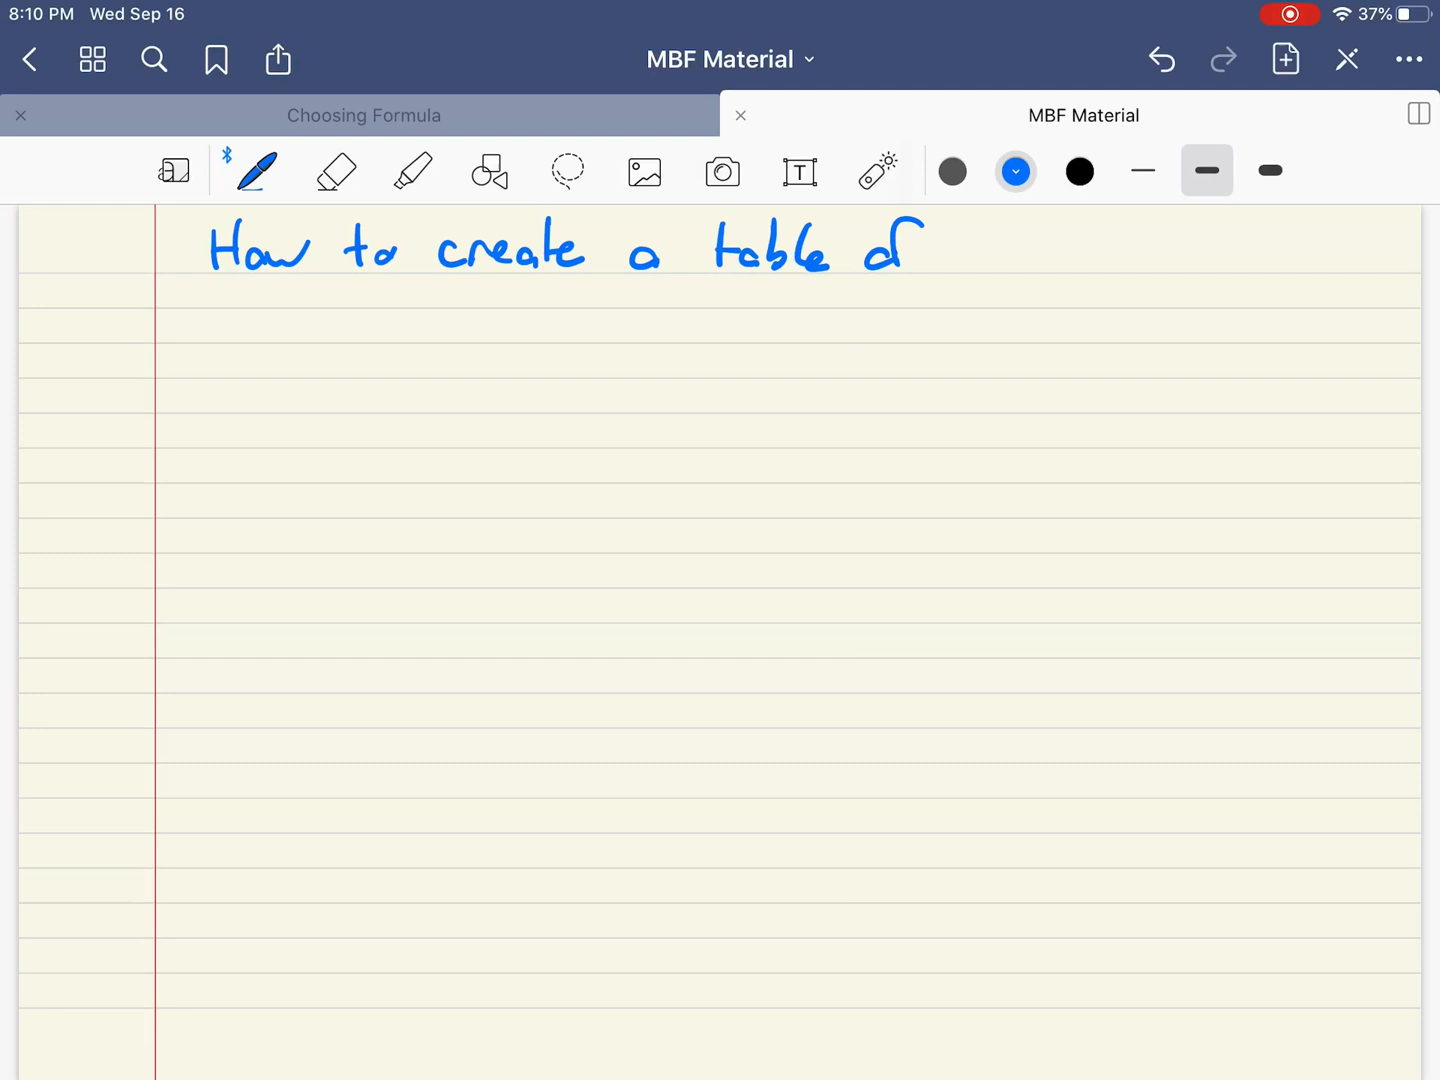 8:10 PM Wed Sep 16 37%
MBF Material
Choosing Formula MBF Material
How to create a table of